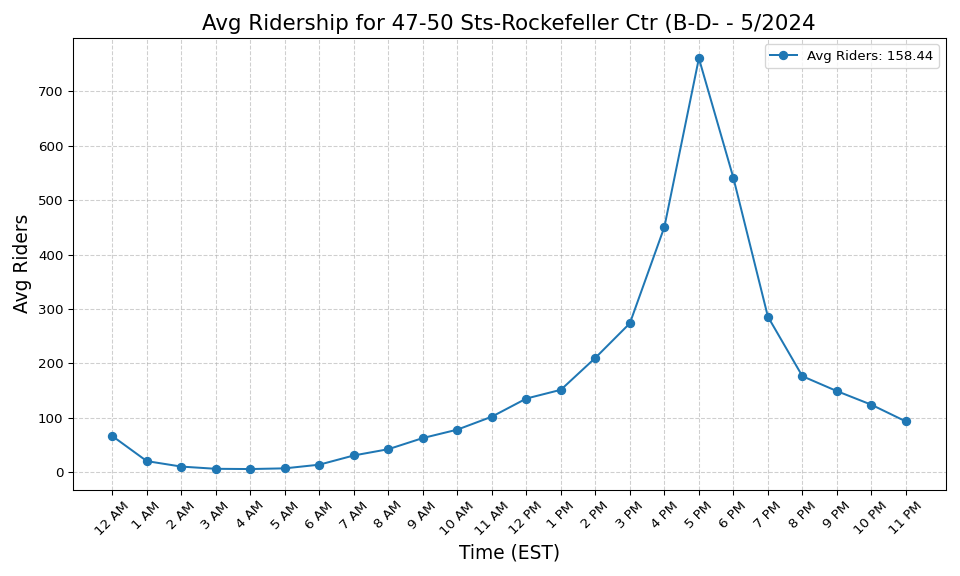 Avg Ridership for 47-50 Sts-Rockefeller Ctr (B-D- - 5/2024
Avg Riders: 158.44
Avg Riders
700
600
500
400
300
200
100
0
12 AM
1 AM
2 AM
3 AM
4 AM
5 AM
6 AM
7 AM
8 AM
9 AM
10 AM
11 AM
12 PM
1 PM
2 PM
3 PM
4 PM
5 PM
6 PM
7 PM
8 PM
9 PM
10 PM
11 PM
Time (EST)